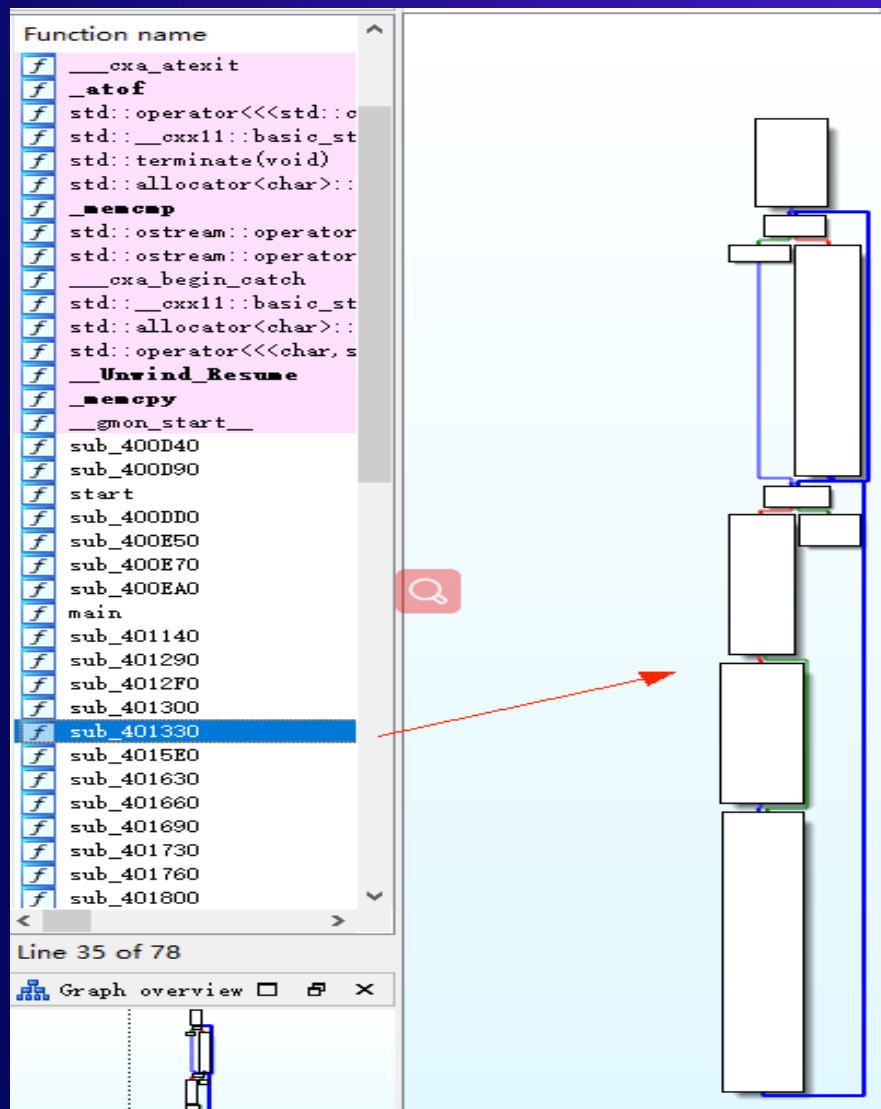 Function name
f ___cxa_atexit
f _atof
f std::operator<<<std::c
f std::__cxx11::basic_st
f std::terminate(void)
f std::allocator<char>::
f _memcmp
f std::ostream::operator
f std::ostream::operator
f ___cxa_begin_catch
f std::__cxx11::basic_st
f std::allocator<char>::
f std::operator<<<char,s
f __Unwind_Resume
f _memcpy
f __gmon_start__
f sub_400D40
f sub_400D90
f start
f sub_400DD0
f sub_400E50
f sub_400E70
f sub_400EA0
f main
f sub_401140
f sub_401290
f sub_4012F0
f sub_401300
f sub_401330
f sub_4015E0
f sub_401630
f sub_401660
f sub_401690
f sub_401730
f sub_401760
f sub_401800
Line 35 of 78
Graph overview